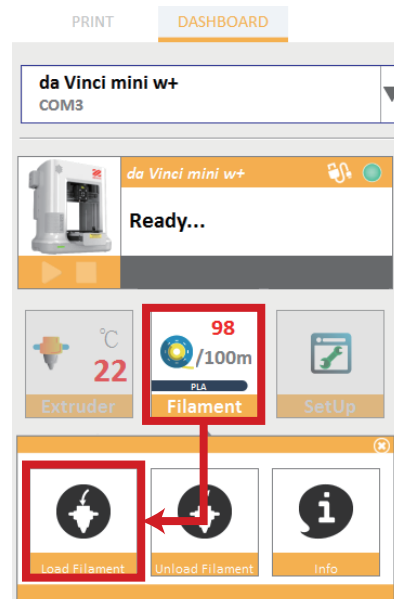 PRINT
DASHBOARD
da Vinci mini w+
COM3
da Vinci mini w+
Ready...
℃
22
Extruder
98
/100m
PLA
Filament
SetUp
Load Filament
Unload Filament
Info